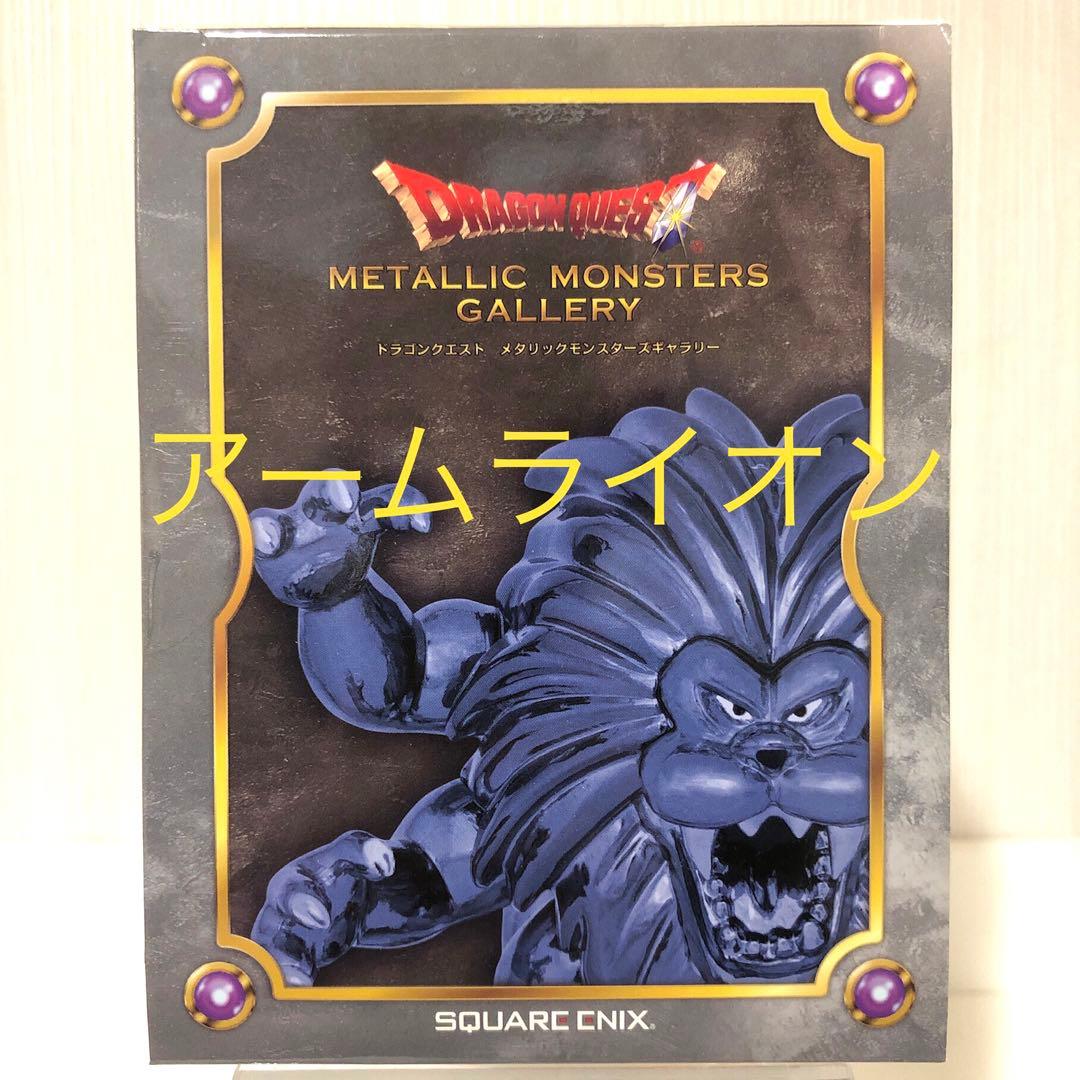 DRAGON QUEST
METALLIC MONSTERS
GALLERY
ドラゴンクエスト メタリックモンスターズギャラリー
アームライオン
SQUARE ENIX®